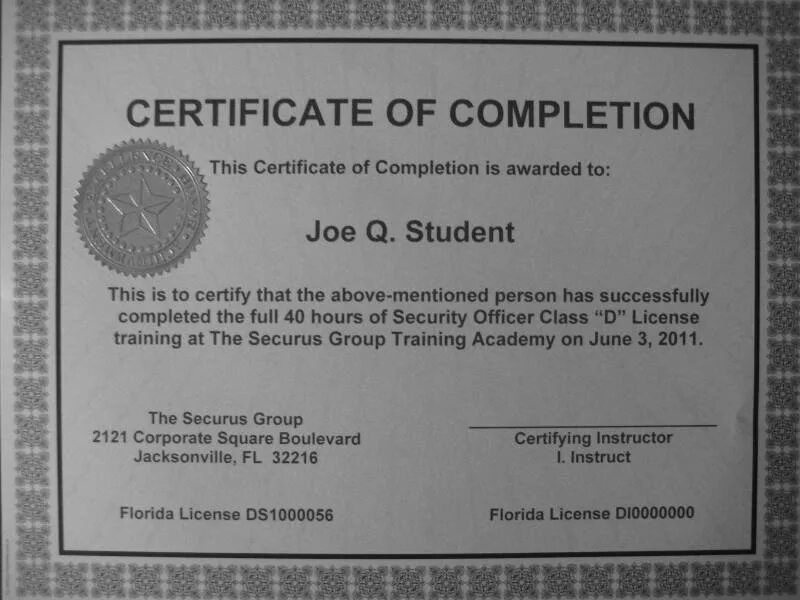 CERTIFICATE OF COMPLETION
This Certificate of Completion is awarded to:
EXCELLENCE
Joe Q. Student
This is to certify that the above-mentioned person has successfully
completed the full 40 hours of Security Officer Class “D” License
training at The Securus Group Training Academy on June 3, 2011.
The Securus Group
2121 Corporate Square Boulevard
Jacksonville, FL 32216
Certifying Instructor
I. Instruct
Florida License DS1000056
Florida License DI0000000